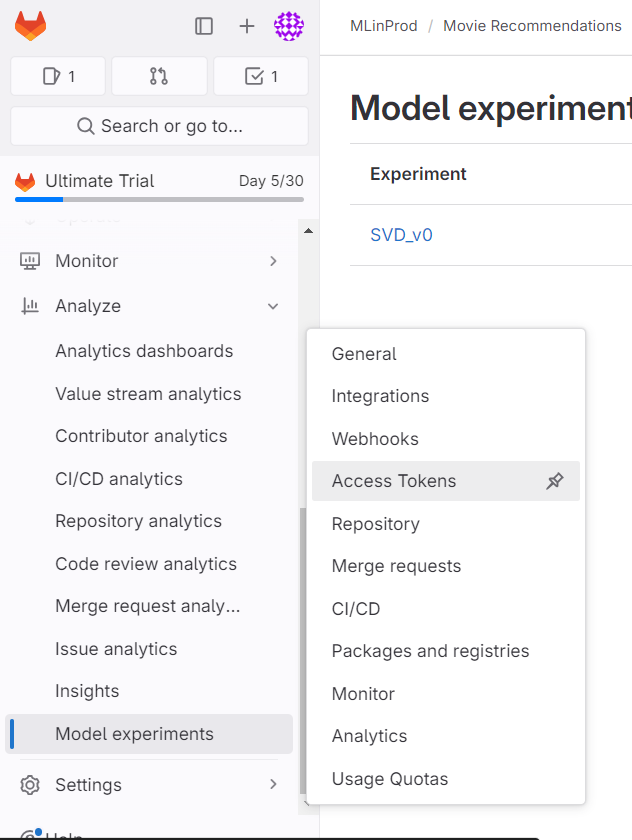 MLinProd / Movie Recommendations
1
1
Search or go to...
Model experiment
Ultimate Trial Day 5/30
Experiment
SVD_v0
Monitor
Analyze
Analytics dashboards
Value stream analytics
Contributor analytics
CI/CD analytics
Repository analytics
Code review analytics
Merge request analy...
Issue analytics
Insights
Model experiments
Settings
Help
General
Integrations
Webhooks
Access Tokens
Repository
Merge requests
CI/CD
Packages and registries
Monitor
Analytics
Usage Quotas